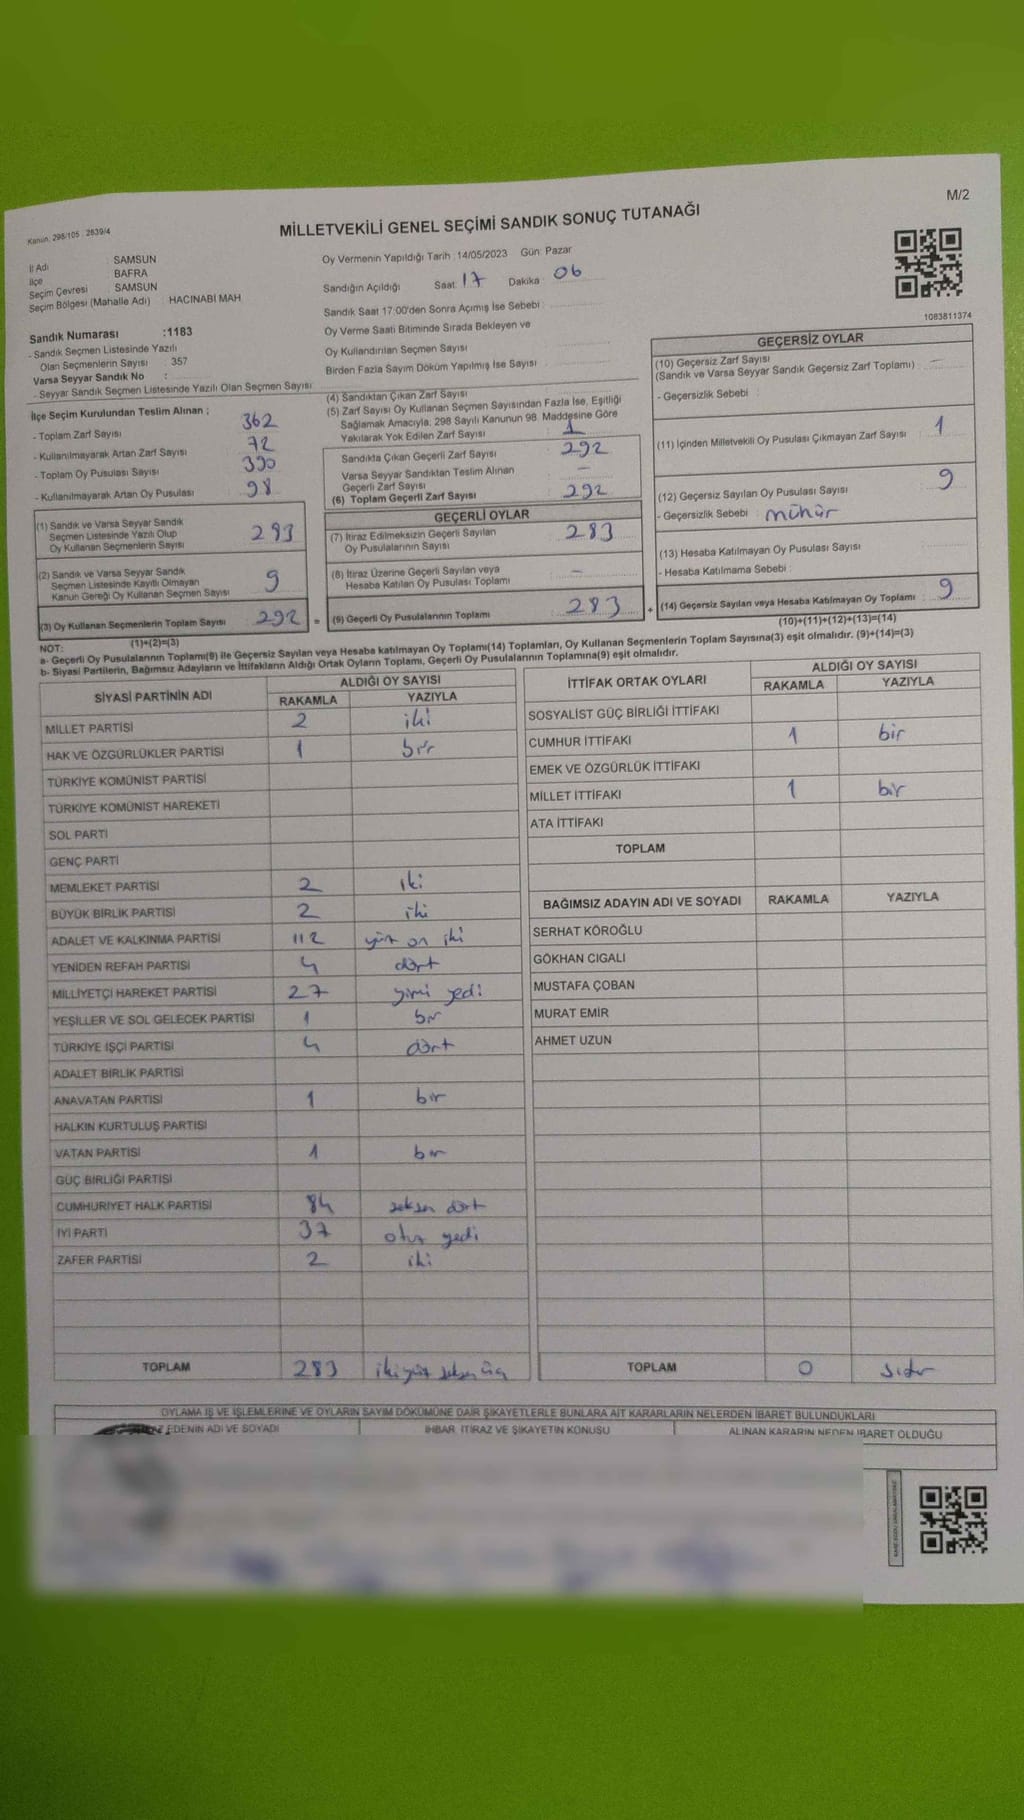 M/2
Kanun: 298/105 : 2839/4
MİLLETVEKİLİ GENEL SEÇİMİ SANDIK SONUÇ TUTANAĞI
İl Adı : SAMSUN
İlçe : BAFRA
Seçim Çevresi : SAMSUN
Seçim Bölgesi (Mahalle Adı) : HACINABİ MAH
Oy Vermenin Yapıldığı Tarih :14/05/2023 Gün: Pazar
Sandığın Açıldığı Saat: 17 Dakika : 06
Sandık Saat 17:00'den Sonra Açılmış İse Sebebi :
Oy Verme Saati Bitiminde Sırada Bekleyen ve
Oy Kullandırılan Seçmen Sayısı
Birden Fazla Sayım Döküm Yapılmış İse Sayısı
1083811374
Sandık Numarası :1183
- Sandık Seçmen Listesinde Yazılı
Olan Seçmenlerin Sayısı : 357
Varsa Seyyar Sandık No :
- Seyyar Sandık Seçmen Listesinde Yazılı Olan Seçmen Sayısı
İlçe Seçim Kurulundan Teslim Alınan ;
- Toplam Zarf Sayısı 362
- Kullanılmayarak Artan Zarf Sayısı 72
- Toplam Oy Pusulası Sayısı 390
- Kullanılmayarak Artan Oy Pusulası 98
(1) Sandık ve Varsa Seyyar Sandık
Seçmen Listesinde Yazılı Olup
Oy Kullanan Seçmenlerin Sayısı 283
(2) Sandık ve Varsa Seyyar Sandık
Seçmen Listesinde Kayıtlı Olmayan
Kanun Gereği Oy Kullanan Seçmen Sayısı 9
(3) Oy Kullanan Seçmenlerin Toplam Sayısı 292 =
(1)+(2)=(3)
(4) Sandıktan Çıkan Zarf Sayısı
(5) Zarf Sayısı Oy Kullanan Seçmen Sayısından Fazla İse, Eşitliği
Sağlamak Amacıyla; 298 Sayılı Kanunun 98. Maddesine Göre
Yakılarak Yok Edilen Zarf Sayısı : 1
Sandıkta Çıkan Geçerli Zarf Sayısı 292
Varsa Seyyar Sandıktan Teslim Alınan
Geçerli Zarf Sayısı –
(6) Toplam Geçerli Zarf Sayısı 292
GEÇERLİ OYLAR
(7) İtiraz Edilmeksizin Geçerli Sayılan
Oy Pusulalarının Sayısı : 283
(8) İtiraz Üzerine Geçerli Sayılan veya
Hesaba Katılan Oy Pusulası Toplamı : –
(9) Geçerli Oy Pusulalarının Toplamı : 283 +
GEÇERSİZ OYLAR
(10) Geçersiz Zarf Sayısı
(Sandık ve Varsa Seyyar Sandık Geçersiz Zarf Toplamı) : –
- Geçersizlik Sebebi :
(11) İçinden Milletvekili Oy Pusulası Çıkmayan Zarf Sayısı : 1
(12) Geçersiz Sayılan Oy Pusulası Sayısı : 9
- Geçersizlik Sebebi : mühür
(13) Hesaba Katılmayan Oy Pusulası Sayısı :
- Hesaba Katılmama Sebebi :
(14) Geçersiz Sayılan veya Hesaba Katılmayan Oy Toplamı : 9
(10)+(11)+(12)+(13)=(14)
NOT:
a- Geçerli Oy Pusulalarının Toplamı(9) ile Geçersiz Sayılan veya Hesaba katılmayan Oy Toplamı(14) Toplamları, Oy Kullanan Seçmenlerin Toplam Sayısına(3) eşit olmalıdır. (9)+(14)=(3)
b- Siyasi Partilerin, Bağımsız Adayların ve İttifakların Aldığı Ortak Oyların Toplamı, Geçerli Oy Pusulalarının Toplamına(9) eşit olmalıdır.
SİYASİ PARTİNİN ADI ALDIĞI OY SAYISI
RAKAMLA YAZIYLA
MİLLET PARTİSİ 2 iki
HAK VE ÖZGÜRLÜKLER PARTİSİ 1 bir
TÜRKİYE KOMÜNİST PARTİSİ
TÜRKİYE KOMÜNİST HAREKETİ
SOL PARTİ
GENÇ PARTİ
MEMLEKET PARTİSİ 2 iki
BÜYÜK BİRLİK PARTİSİ 2 iki
ADALET VE KALKINMA PARTİSİ 112 yüz on iki
YENİDEN REFAH PARTİSİ 4 dört
MİLLİYETÇİ HAREKET PARTİSİ 27 yirmi yedi
YEŞİLLER VE SOL GELECEK PARTİSİ 1 bir
TÜRKİYE İŞÇİ PARTİSİ 4 dört
ADALET BİRLİK PARTİSİ
ANAVATAN PARTİSİ 1 bir
HALKIN KURTULUŞ PARTİSİ
VATAN PARTİSİ 1 bir
GÜÇ BİRLİĞİ PARTİSİ
CUMHURİYET HALK PARTİSİ 84 seksen dört
İYİ PARTİ 37 otuz yedi
ZAFER PARTİSİ 2 iki
TOPLAM 283 ikiyüz seksen üç
İTTİFAK ORTAK OYLARI ALDIĞI OY SAYISI
RAKAMLA YAZIYLA
SOSYALİST GÜÇ BİRLİĞİ İTTİFAKI
CUMHUR İTTİFAKI 1 bir
EMEK VE ÖZGÜRLÜK İTTİFAKI
MİLLET İTTİFAKI 1 bir
ATA İTTİFAKI
TOPLAM
BAĞIMSIZ ADAYIN ADI VE SOYADI RAKAMLA YAZIYLA
SERHAT KÖROĞLU
GÖKHAN CIGALI
MUSTAFA ÇOBAN
MURAT EMİR
AHMET UZUN
TOPLAM 0 sıfır
OYLAMA İŞ VE İŞLEMLERİNE VE OYLARIN SAYIM DÖKÜMÜNE DAİR ŞİKAYETLERLE BUNLARA AİT KARARLARIN NELERDEN İBARET BULUNDUKLARI
EDENİN ADI VE SOYADI İHBAR, İTİRAZ VE ŞİKAYETİN KONUSU ALINAN KARARIN NEDEN İBARET OLDUĞU